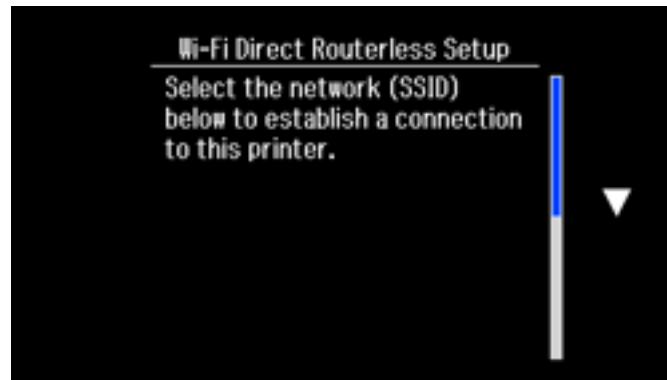 Wi-Fi Direct Routerless Setup
Select the network (SSID)
below to establish a connection
to this printer.